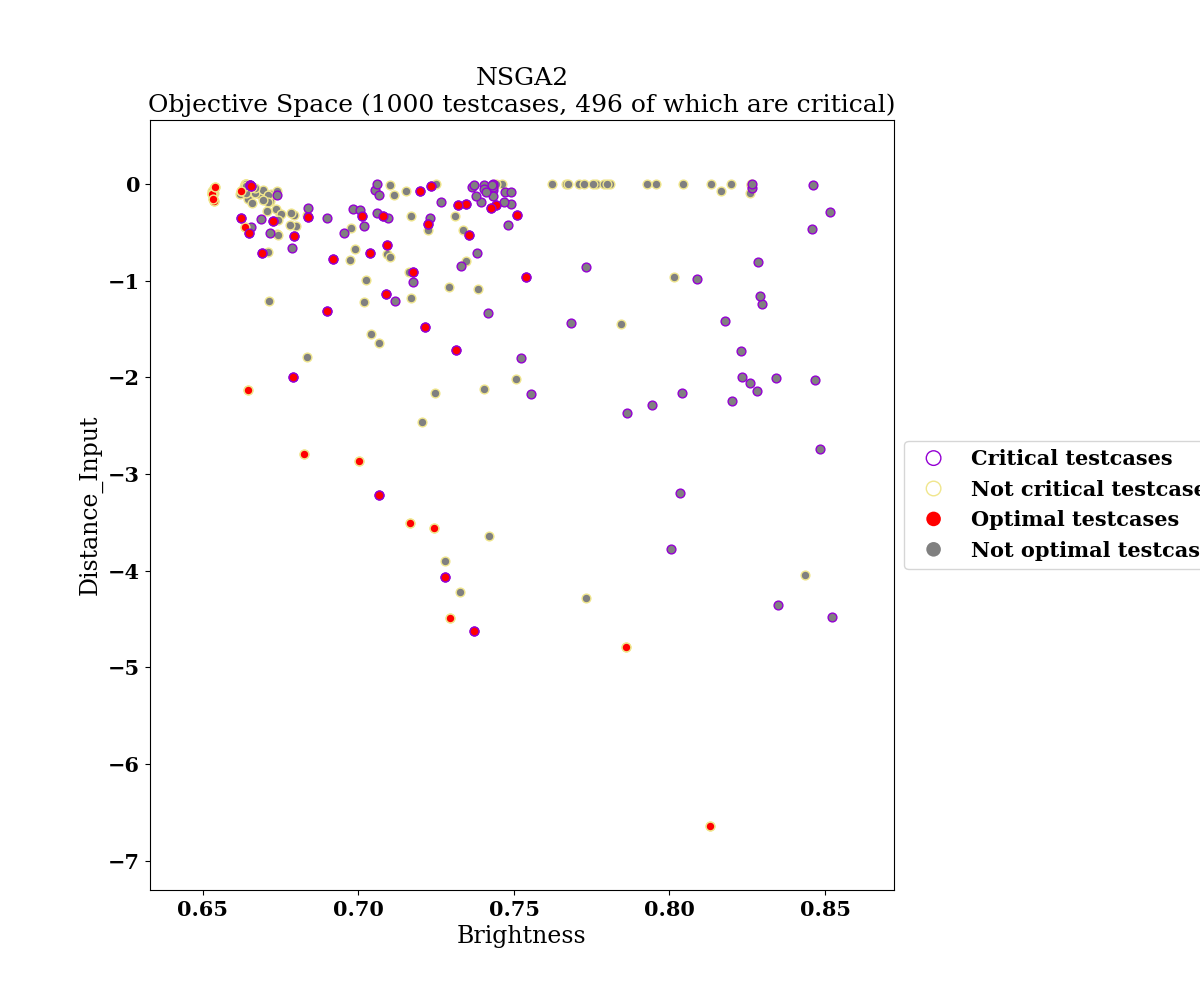 NSGA2
Objective Space (1000 testcases, 496 of which are critical)
0
−1
−2
−3
−4
−5
−6
−7
Distance_Input
0.65 0.70 0.75 0.80 0.85
Brightness
Critical testcases
Not critical testcase
Optimal testcases
Not optimal testcas